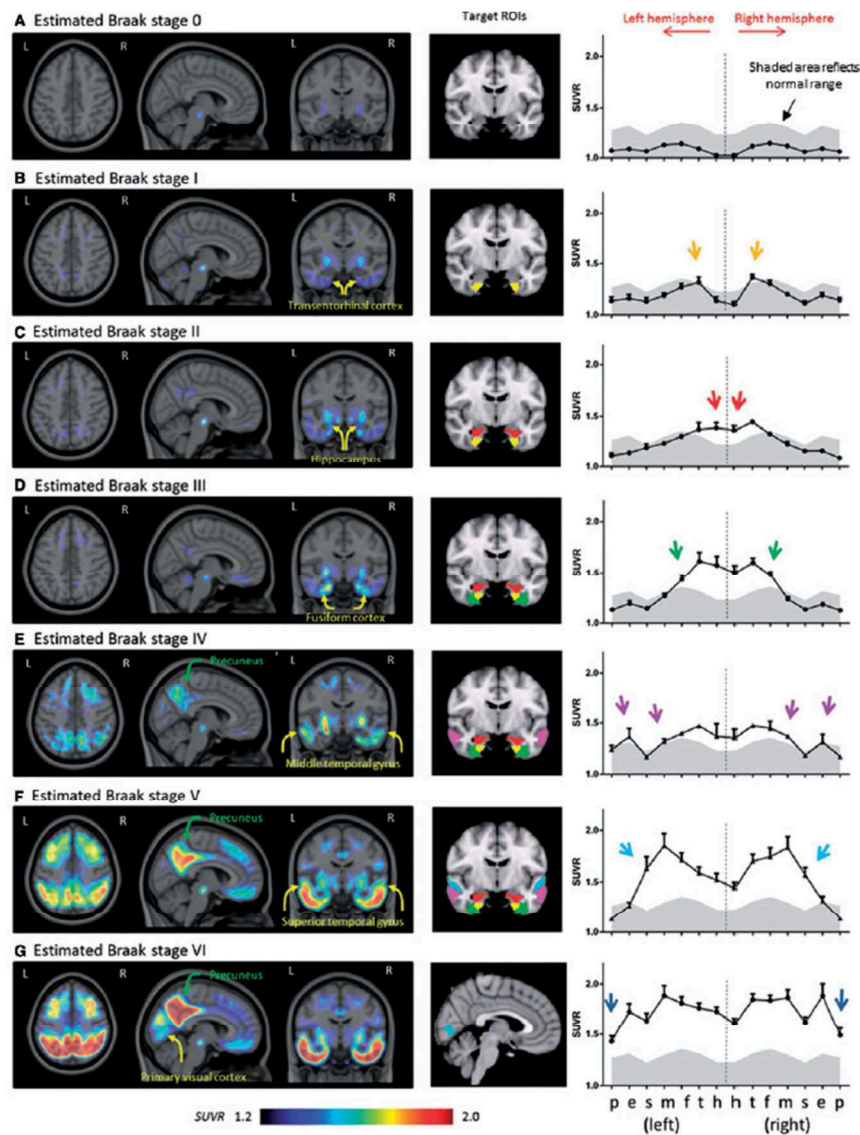 Target ROIs
Left hemisphere Right hemisphere
A Estimated Braak stage 0
L R L R
SUVR
2.0
1.5
1.0
Shaded area reflects
normal range
B Estimated Braak stage I
L R L R
Transentorhinal cortex
SUVR
2.0
1.5
1.0
C Estimated Braak stage II
L R L R
Hippocampus
SUVR
2.0
1.5
1.0
D Estimated Braak stage III
L R L R
Fusiform cortex
SUVR
2.0
1.5
1.0
E Estimated Braak stage IV
L R L R
Precuneus
Middle temporal gyrus
SUVR
2.0
1.5
1.0
F Estimated Braak stage V
L R L R
Precuneus
Superior temporal gyrus
SUVR
2.0
1.5
1.0
G Estimated Braak stage VI
L R L R
Precuneus
Primary visual cortex
SUVR
2.0
1.5
1.0
p e s m f t h h t f m s e p
(left) (right)
SUVR 1.2 2.0